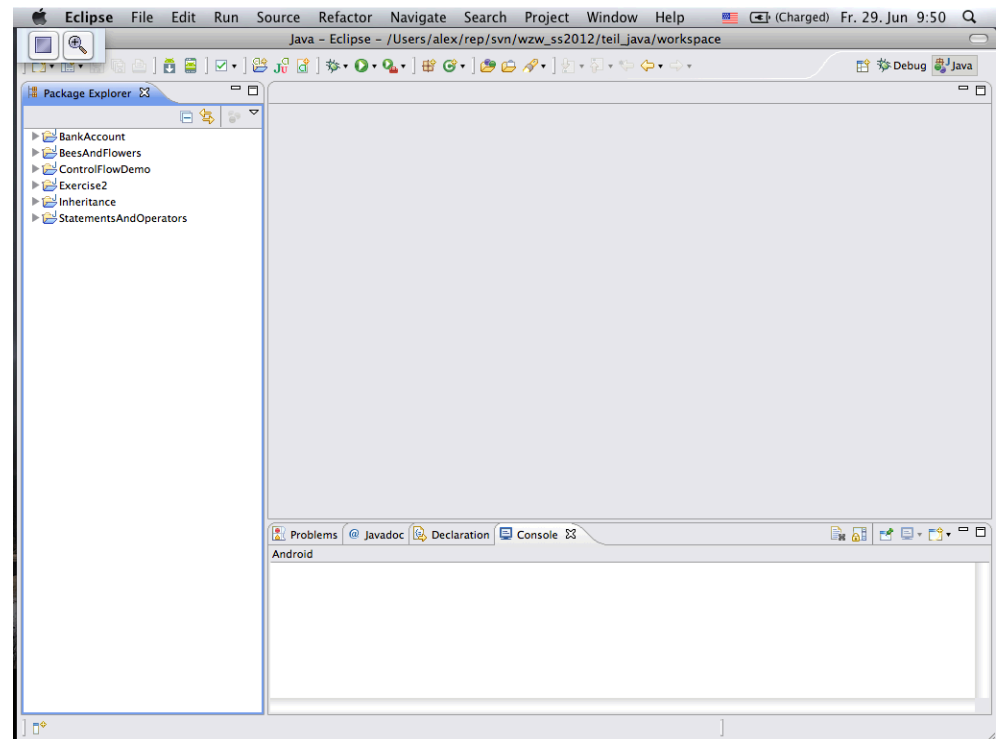 Eclipse File Edit Run Source Refactor Navigate Search Project Window Help (Charged) Fr. 29. Jun 9:50
Java – Eclipse – /Users/alex/rep/svn/wzw_ss2012/teil_java/workspace
Debug Java
Package Explorer
BankAccount
BeesAndFlowers
ControlFlowDemo
Exercise2
Inheritance
StatementsAndOperators
Problems @ Javadoc Declaration Console
Android